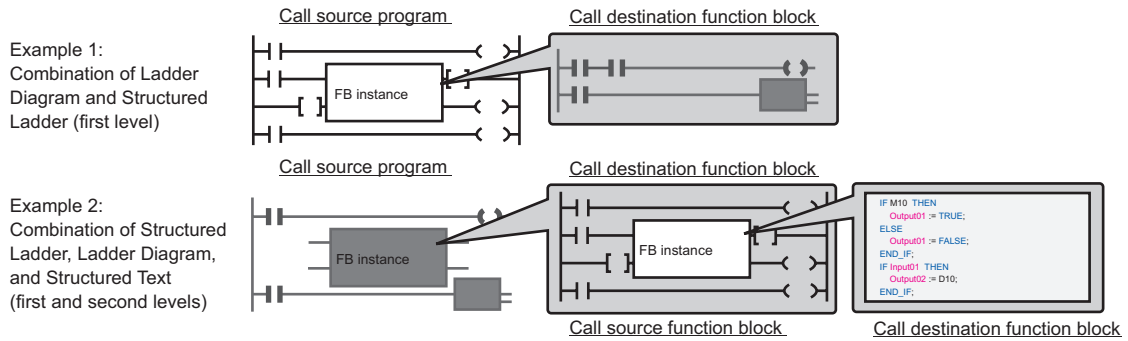 Call source program
Call destination function block
Example 1:
Combination of Ladder
Diagram and Structured
Ladder (first level)
FB instance
Call source program
Call destination function block
Example 2:
Combination of Structured
Ladder, Ladder Diagram,
and Structured Text
(first and second levels)
FB instance
FB instance
IF M10 THEN
Output01 := TRUE;
ELSE
Output01 := FALSE;
END_IF;
IF Input01 THEN
Output02 := D10;
END_IF;
Call source function block
Call destination function block